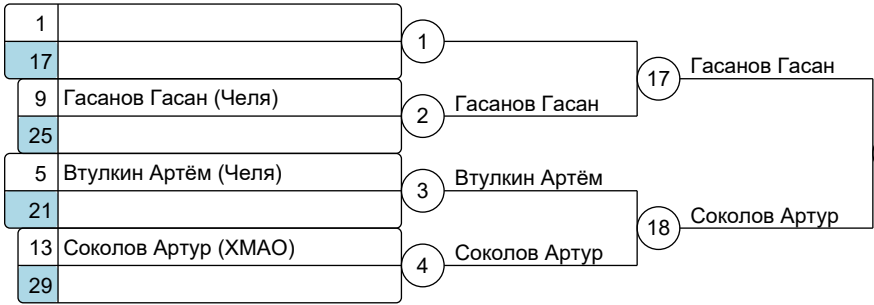 1
17
1
9 Гасанов Гасан (Челя)
25
2 Гасанов Гасан
17 Гасанов Гасан
5 Втулкин Артём (Челя)
21
3 Втулкин Артём
13 Соколов Артур (ХМАО)
29
4 Соколов Артур
18 Соколов Артур